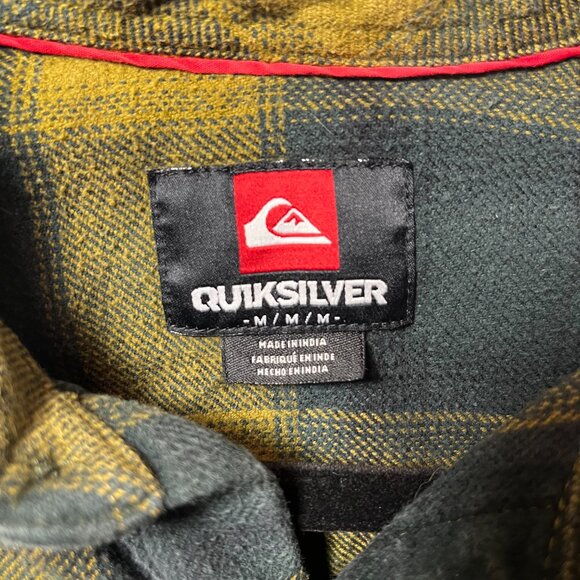 QUIKSILVER
-M/M/M-
MADE IN INDIA
FABRIQUÉ EN INDE
HECHO EN INDIA